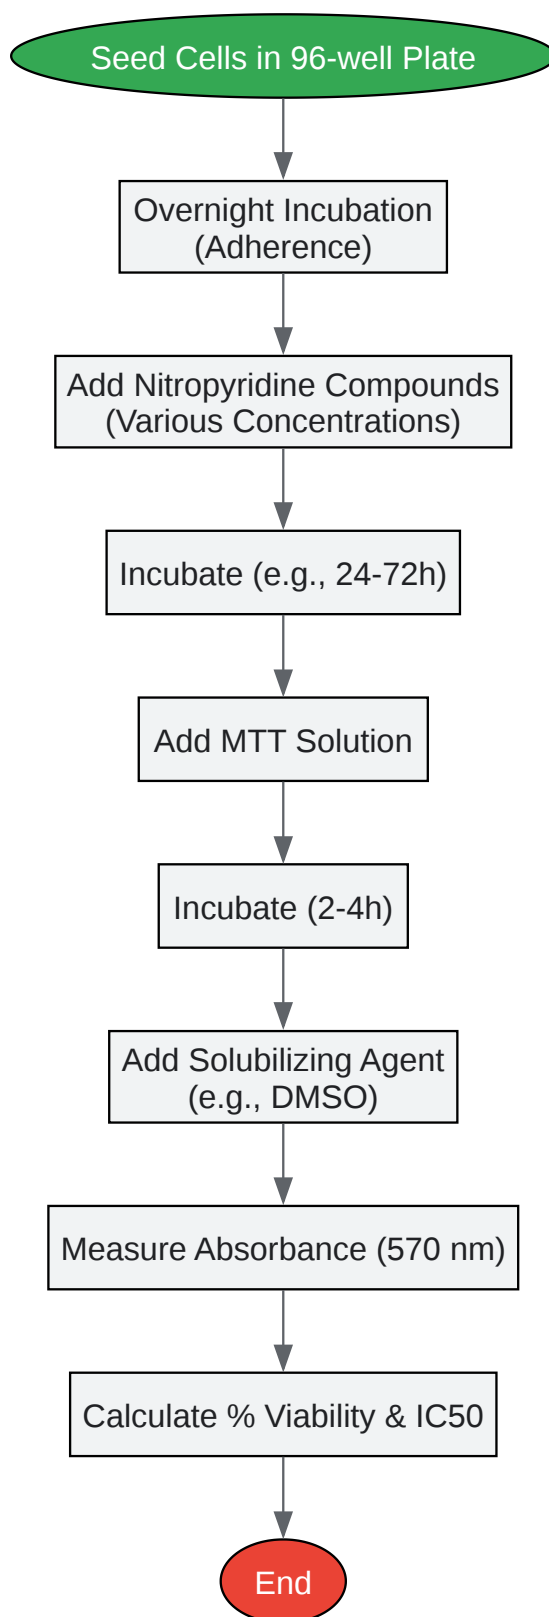 Seed Cells in 96-well Plate
Overnight Incubation
(Adherence)
Add Nitropyridine Compounds
(Various Concentrations)
Incubate (e.g., 24-72h)
Add MTT Solution
Incubate (2-4h)
Add Solubilizing Agent
(e.g., DMSO)
Measure Absorbance (570 nm)
Calculate % Viability & IC50
End